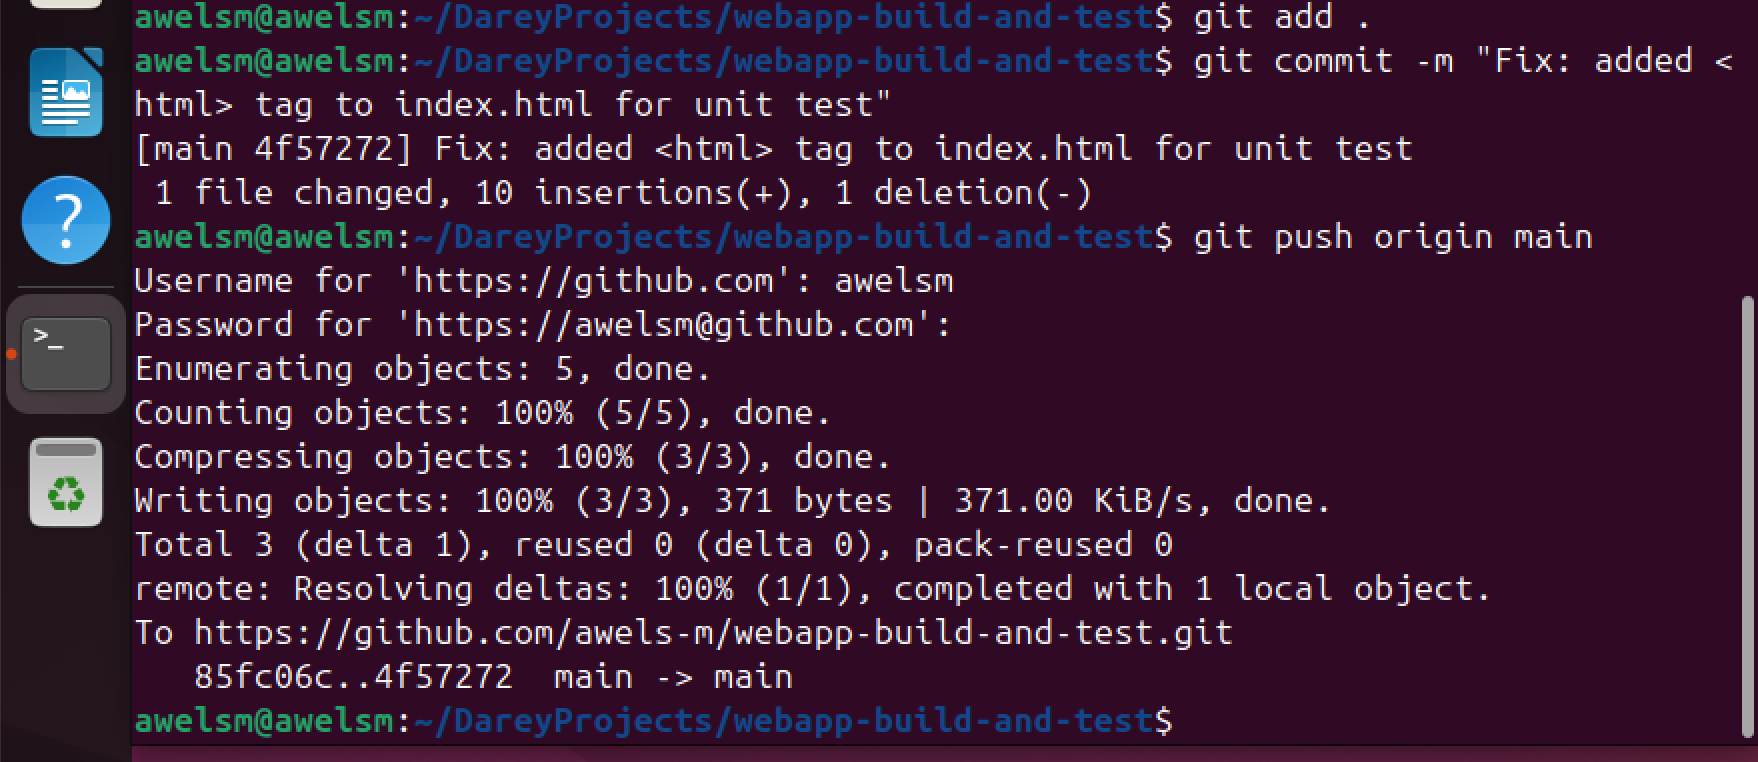 awelsm@awelsm:~/DareyProjects/webapp-build-and-test$ git add .
awelsm@awelsm:~/DareyProjects/webapp-build-and-test$ git commit -m "Fix: added <
html> tag to index.html for unit test"
[main 4f57272] Fix: added <html> tag to index.html for unit test
 1 file changed, 10 insertions(+), 1 deletion(-)
awelsm@awelsm:~/DareyProjects/webapp-build-and-test$ git push origin main
Username for 'https://github.com': awelsm
Password for 'https://awelsm@github.com':
Enumerating objects: 5, done.
Counting objects: 100% (5/5), done.
Compressing objects: 100% (3/3), done.
Writing objects: 100% (3/3), 371 bytes | 371.00 KiB/s, done.
Total 3 (delta 1), reused 0 (delta 0), pack-reused 0
remote: Resolving deltas: 100% (1/1), completed with 1 local object.
To https://github.com/awels-m/webapp-build-and-test.git
   85fc06c..4f57272  main -> main
awelsm@awelsm:~/DareyProjects/webapp-build-and-test$